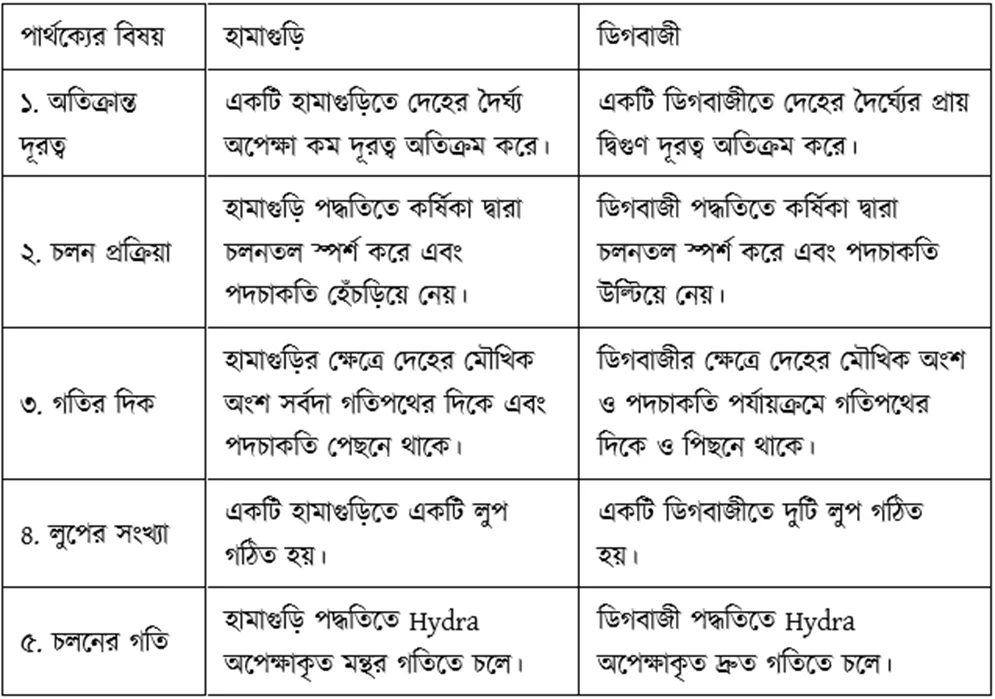 পার্থক্যের বিষয়
হামাগুড়ি
ডিগবাজী
১. অতিক্রান্ত
দূরত্ব
একটি হামাগুড়িতে দেহের দৈর্ঘ্য
অপেক্ষা কম দূরত্ব অতিক্রম করে।
একটি ডিগবাজীতে দেহের দৈর্ঘ্যের প্রায়
দ্বিগুণ দূরত্ব অতিক্রম করে।
২. চলন প্রক্রিয়া
হামাগুড়ি পদ্ধতিতে কর্ষিকা দ্বারা
চলনতল স্পর্শ করে এবং
পদচাকতি হেঁচড়িয়ে নেয়।
ডিগবাজী পদ্ধতিতে কর্ষিকা দ্বারা
চলনতল স্পর্শ করে এবং পদচাকতি
উল্টিয়ে নেয়।
৩. গতির দিক
হামাগুড়ির ক্ষেত্রে দেহের মৌখিক
অংশ সর্বদা গতিপথের দিকে এবং
পদচাকতি পেছনে থাকে।
ডিগবাজীর ক্ষেত্রে দেহের মৌখিক অংশ
ও পদচাকতি পর্যায়ক্রমে গতিপথের
দিকে ও পিছনে থাকে।
৪. লুপের সংখ্যা
একটি হামাগুড়িতে একটি লুপ
গঠিত হয়।
একটি ডিগবাজীতে দুটি লুপ গঠিত
হয়।
৫. চলনের গতি
হামাগুড়ি পদ্ধতিতে Hydra
অপেক্ষাকৃত মন্থর গতিতে চলে।
ডিগবাজী পদ্ধতিতে Hydra
অপেক্ষাকৃত দ্রুত গতিতে চলে।